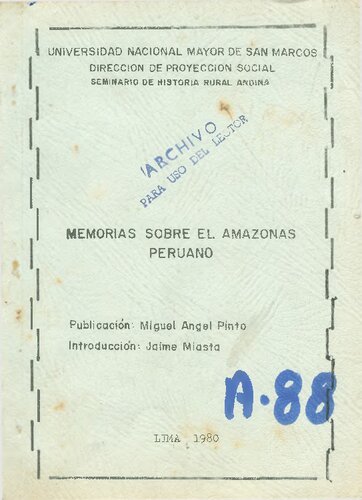 UNIVERSIDAD NACIONAL MAYOR DE SAN MARCOS
DIRECCION DE PROYECCION SOCIAL
SEMINARIO DE HISTORIA RURAL ANDINA
ARCHIVO
PARA USO DEL LECTOR
MEMORIAS SOBRE EL AMAZONAS
PERUANO
Publicación: Miguel Angel Pinto
Introducción: Jaime Miasta
A-88
LIMA 1980